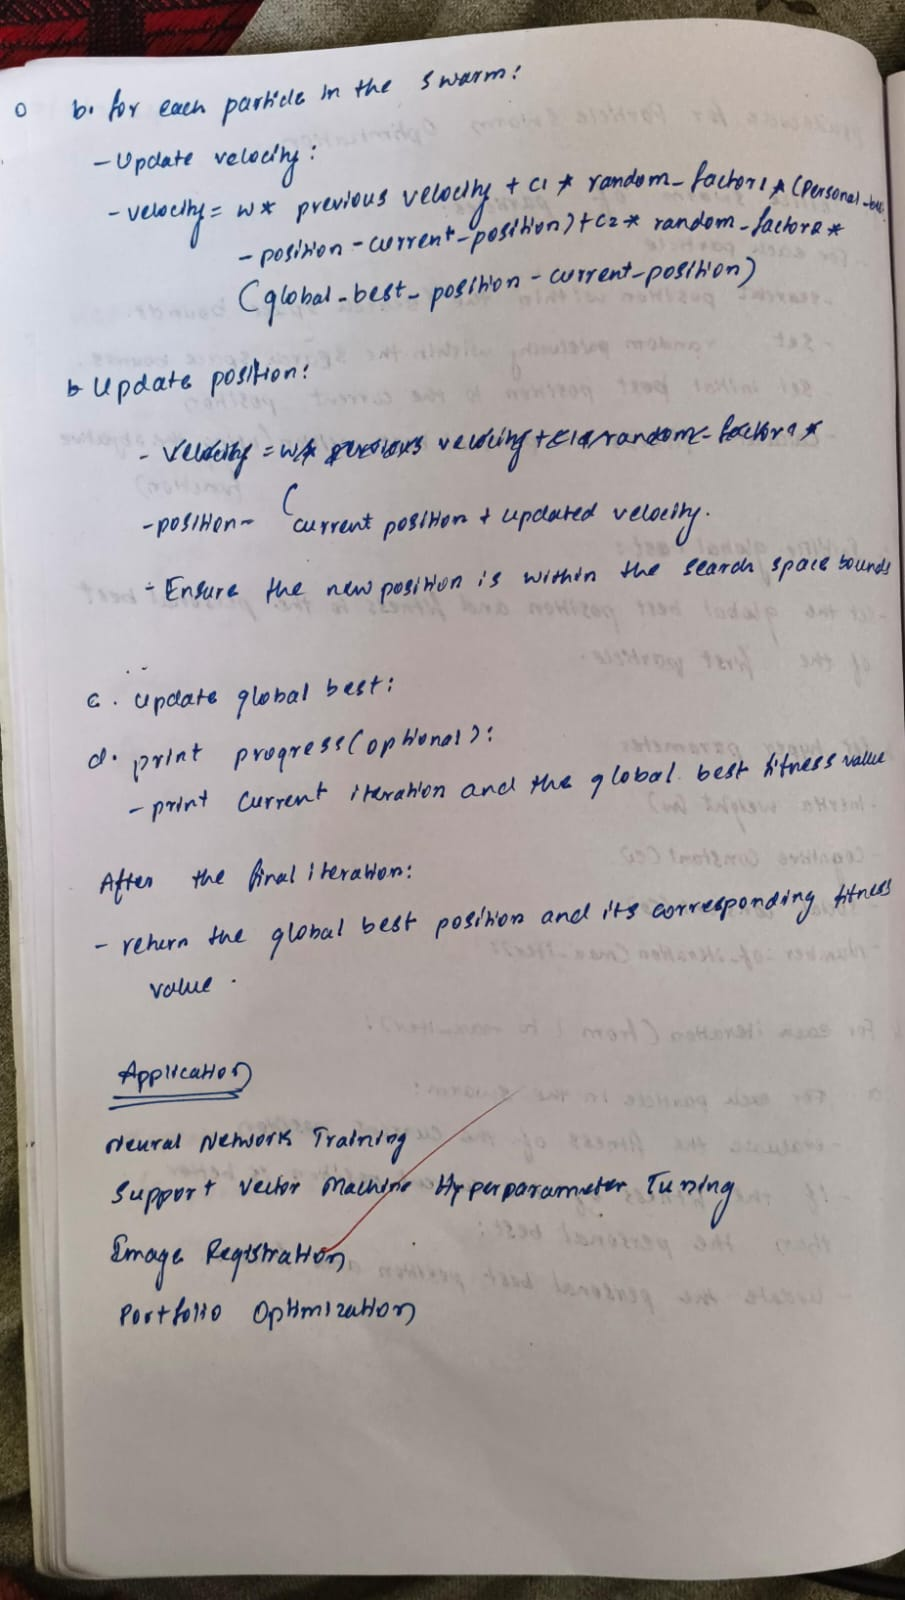 b. for each particle in the swarm:
- Update velocity:
- velocity = w * previous velocity + c1 * random_factor1 * (personal_best
- position - current_position) + c2 * random_factor2 *
(global_best_position - current_position)
b Update position:
- velocity = w * previous velocity + c1 * random_factor1 *
- position - (current position + updated velocity.
- Ensure the new position is within the search space bounds
c. update global best:
d. print progress (optional):
- print current iteration and the global best fitness value
After the final iteration:
- return the global best position and its corresponding fitness
value.
Application
Neural Network Training
Support Vector Machine Hyperparameter Tuning
Image Registration
Portfolio Optimization